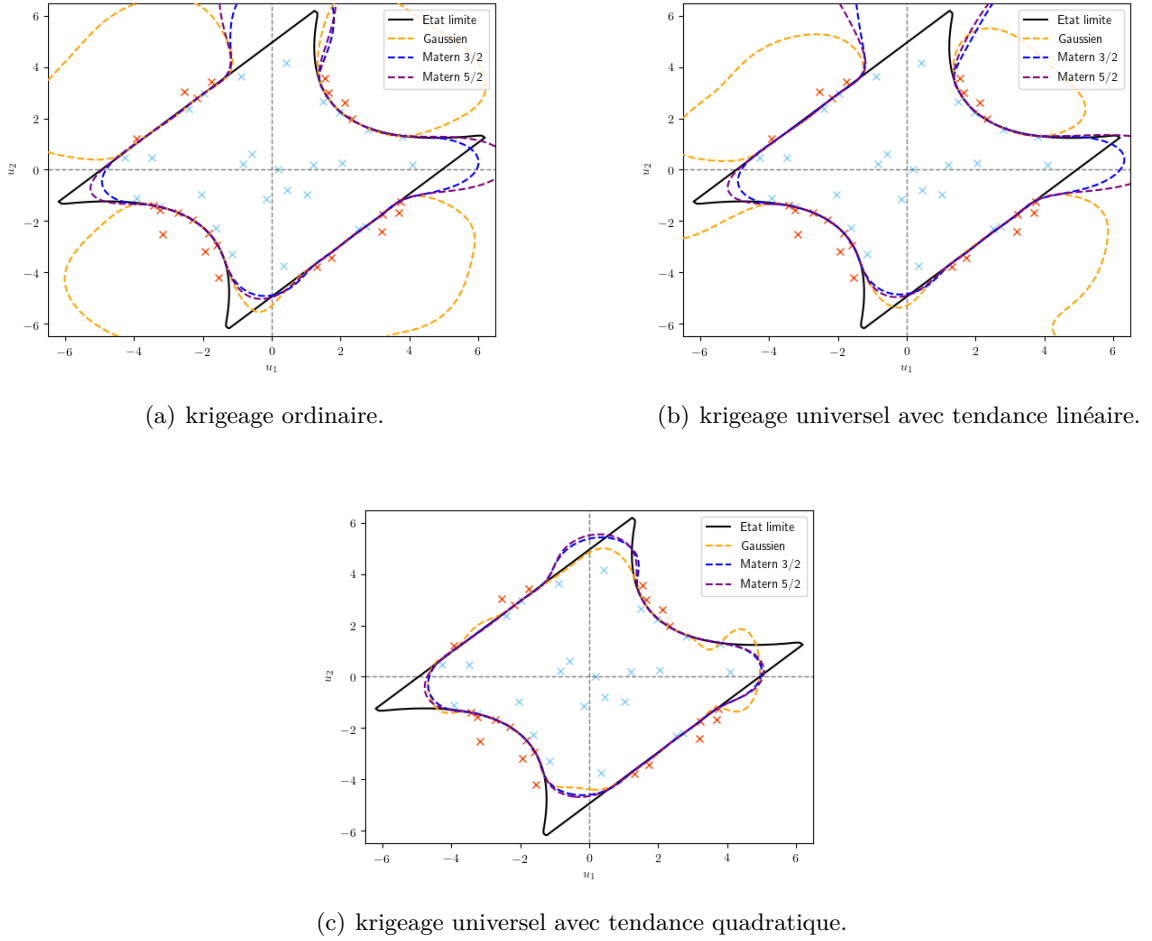 6
4
2
0
−2
−4
−6
u2
−6 −4 −2 0 2 4 6
u1
Etat limite
Gaussien
Matern 3/2
Matern 5/2
(a) krigeage ordinaire.
6
4
2
0
−2
−4
−6
u2
−6 −4 −2 0 2 4 6
u1
Etat limite
Gaussien
Matern 3/2
Matern 5/2
(b) krigeage universel avec tendance linéaire.
6
4
2
0
−2
−4
−6
u2
−6 −4 −2 0 2 4 6
u1
Etat limite
Gaussien
Matern 3/2
Matern 5/2
(c) krigeage universel avec tendance quadratique.